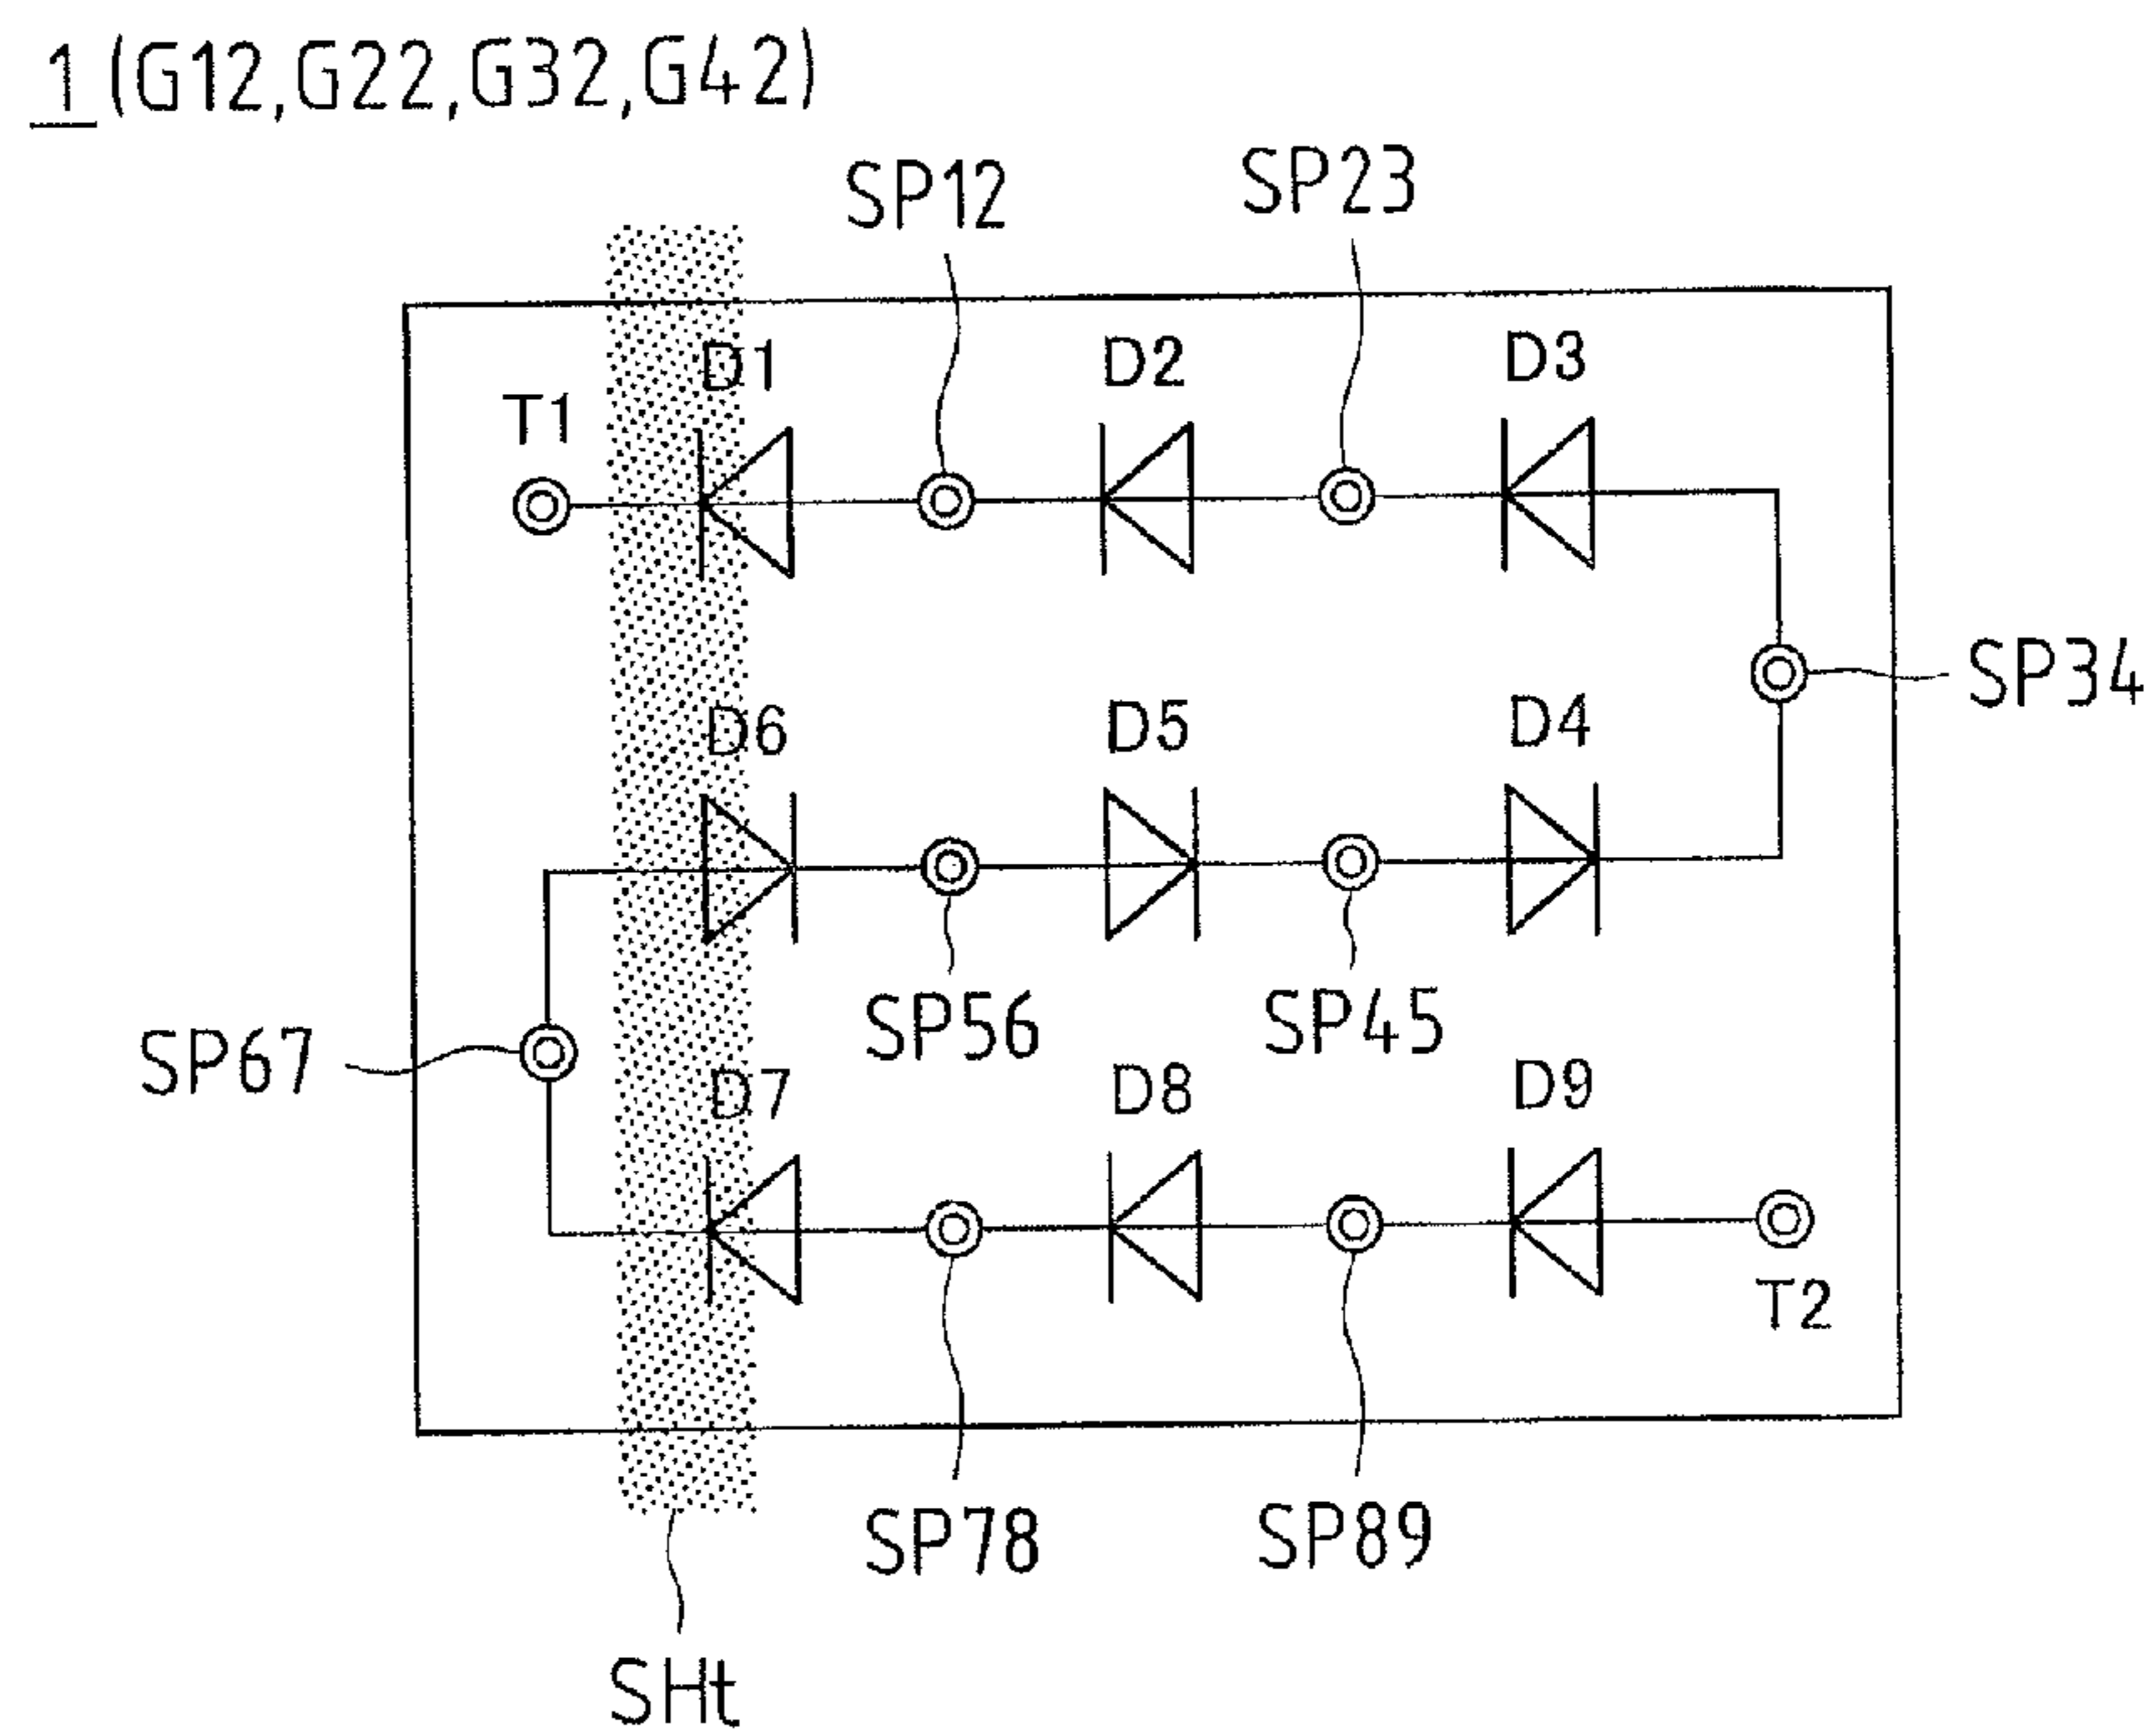 1 (G12,G22,G32,G42)
SP12
SP23
D1
D2
D3
T1
SP34
D6
D5
D4
SP56
SP45
SP67
D7
D8
D9
T2
SP78
SP89
SHt